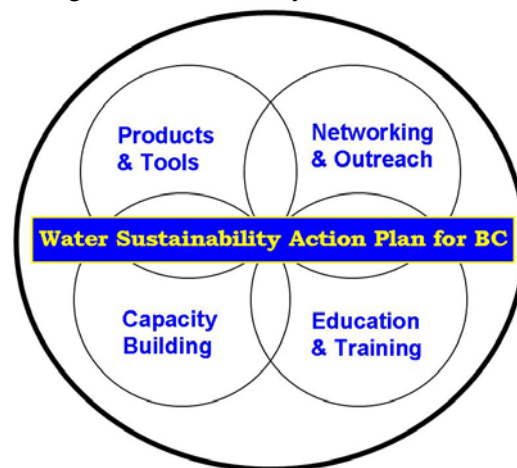 Products
& Tools
Networking
& Outreach
Water Sustainability Action Plan for BC
Capacity
Building
Education
& Training